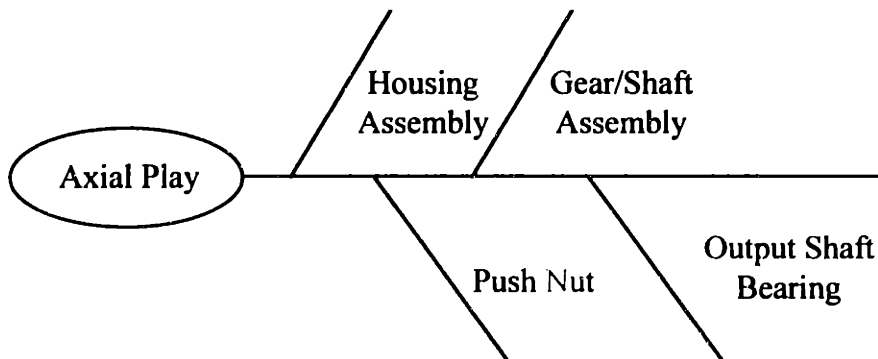 Housing
Assembly
Gear/Shaft
Assembly
Axial Play
Push Nut
Output Shaft
Bearing